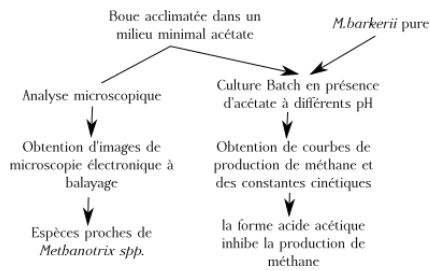 Boue acclimatée dans un
milieu minimal acétate
M.barkerii pure
Analyse microscopique
Culture Batch en présence
d'acétate à différents pH
Obtention d'images de
microscopie électronique à
balayage
Obtention de courbes de
production de méthane et
des constantes cinétiques
Espèces proches de
Methanotrix spp.
la forme acide acétique
inhibe la production de
méthane